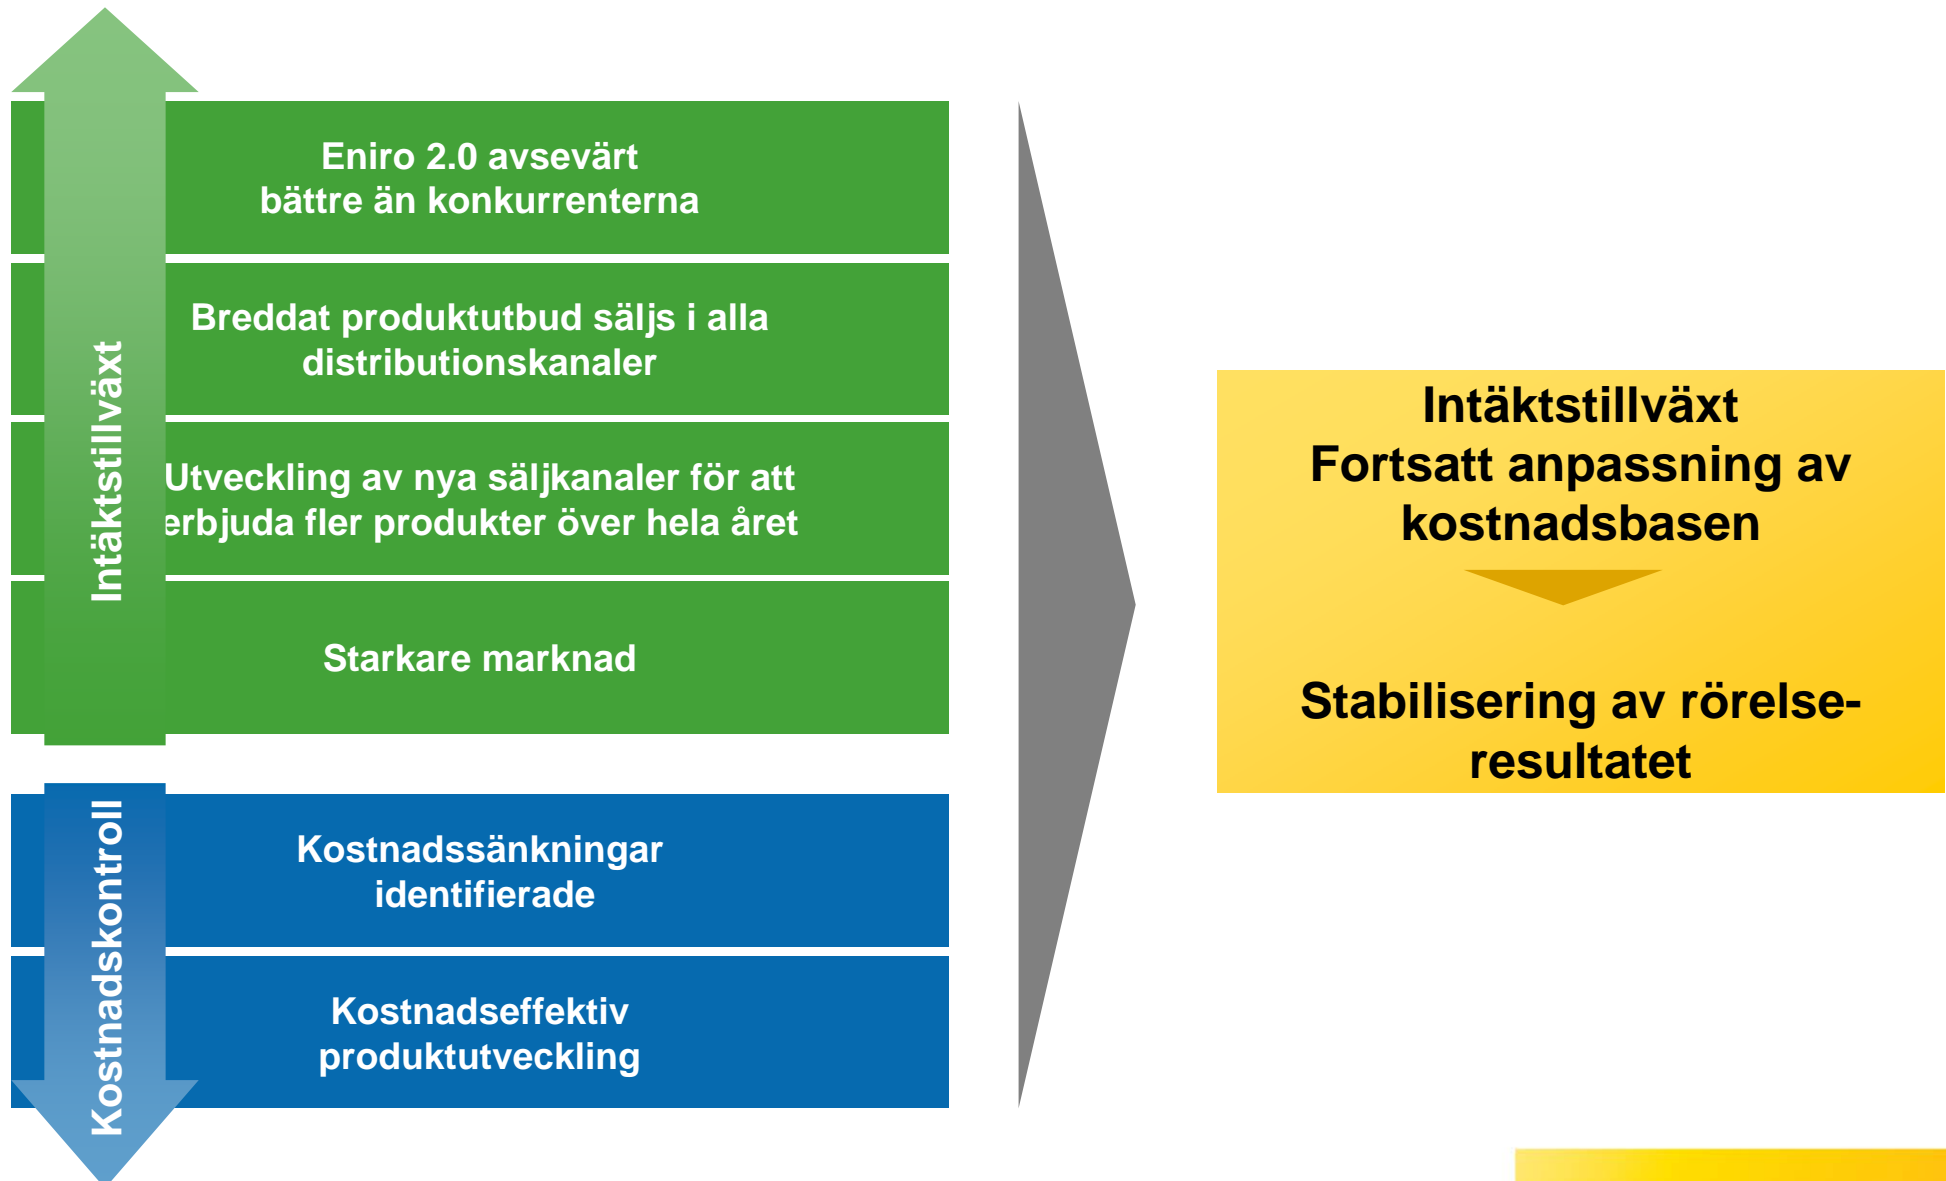 Intäktstillväxt
Eniro 2.0 avsevärt
bättre än konkurrenterna
Breddat produktutbud säljs i alla
distributionskanaler
Utveckling av nya säljkanaler för att
erbjuda fler produkter över hela året
Starkare marknad
Kostnadskontroll
Kostnadssänkningar
identifierade
Kostnadseffektiv
produktutveckling
Intäktstillväxt
Fortsatt anpassning av
kostnadsbasen
Stabilisering av rörelse-
resultatet